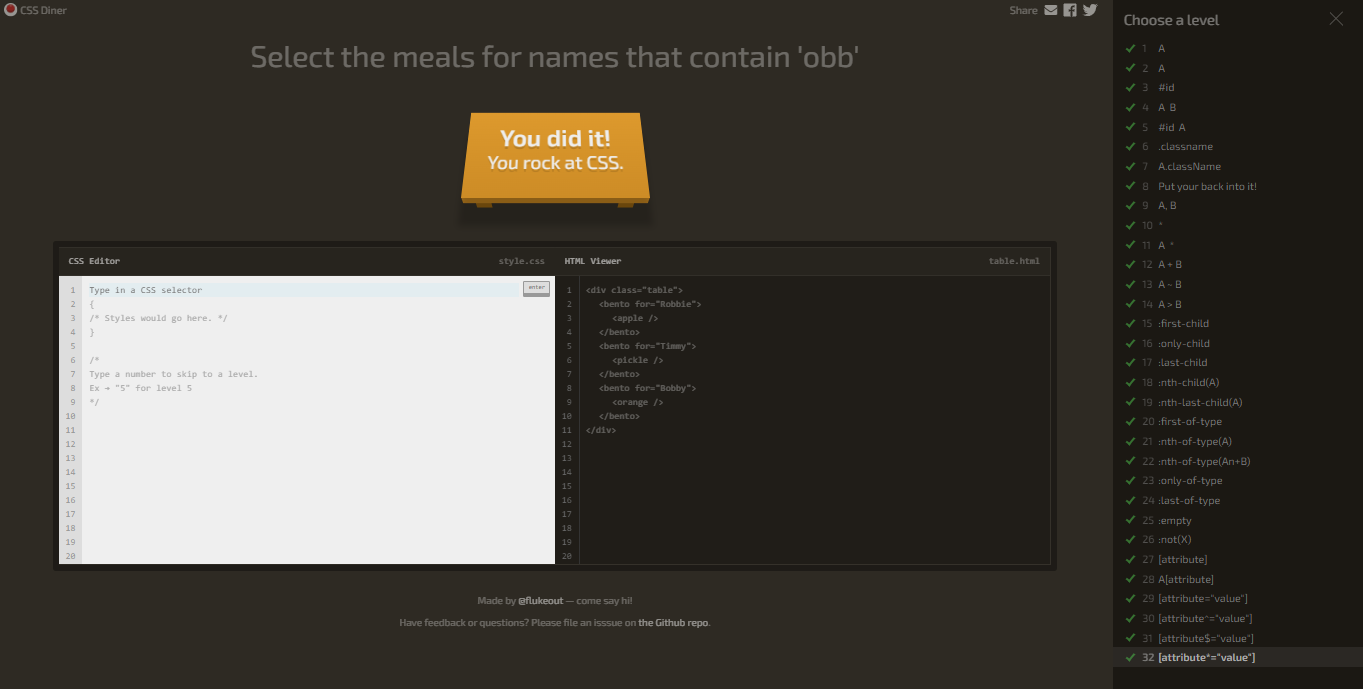 CSS Diner
Share
Select the meals for names that contain 'obb'
You did it!
You rock at CSS.
CSS Editor
style.css
HTML Viewer
table.html
1 Type in a CSS selector
enter
2 {
3 /* Styles would go here. */
4 }
5
6 /*
7 Type a number to skip to a level.
8 Ex → "5" for level 5
9 */
10
11
12
13
14
15
16
17
18
19
20
1 <div class="table">
2 <bento for="Robbie">
3 <apple />
4 </bento>
5 <bento for="Timmy">
6 <pickle />
7 </bento>
8 <bento for="Bobby">
9 <orange />
10 </bento>
11 </div>
12
13
14
15
16
17
18
19
20
Made by @flukeout — come say hi!
Have feedback or questions? Please file an isssue on the Github repo.
Choose a level
1 A
2 A
3 #id
4 A B
5 #id A
6 .classname
7 A.className
8 Put your back into it!
9 A, B
10 *
11 A *
12 A + B
13 A ~ B
14 A > B
15 :first-child
16 :only-child
17 :last-child
18 :nth-child(A)
19 :nth-last-child(A)
20 :first-of-type
21 :nth-of-type(A)
22 :nth-of-type(An+B)
23 :only-of-type
24 :last-of-type
25 :empty
26 :not(X)
27 [attribute]
28 A[attribute]
29 [attribute="value"]
30 [attribute^="value"]
31 [attribute$="value"]
32 [attribute*="value"]